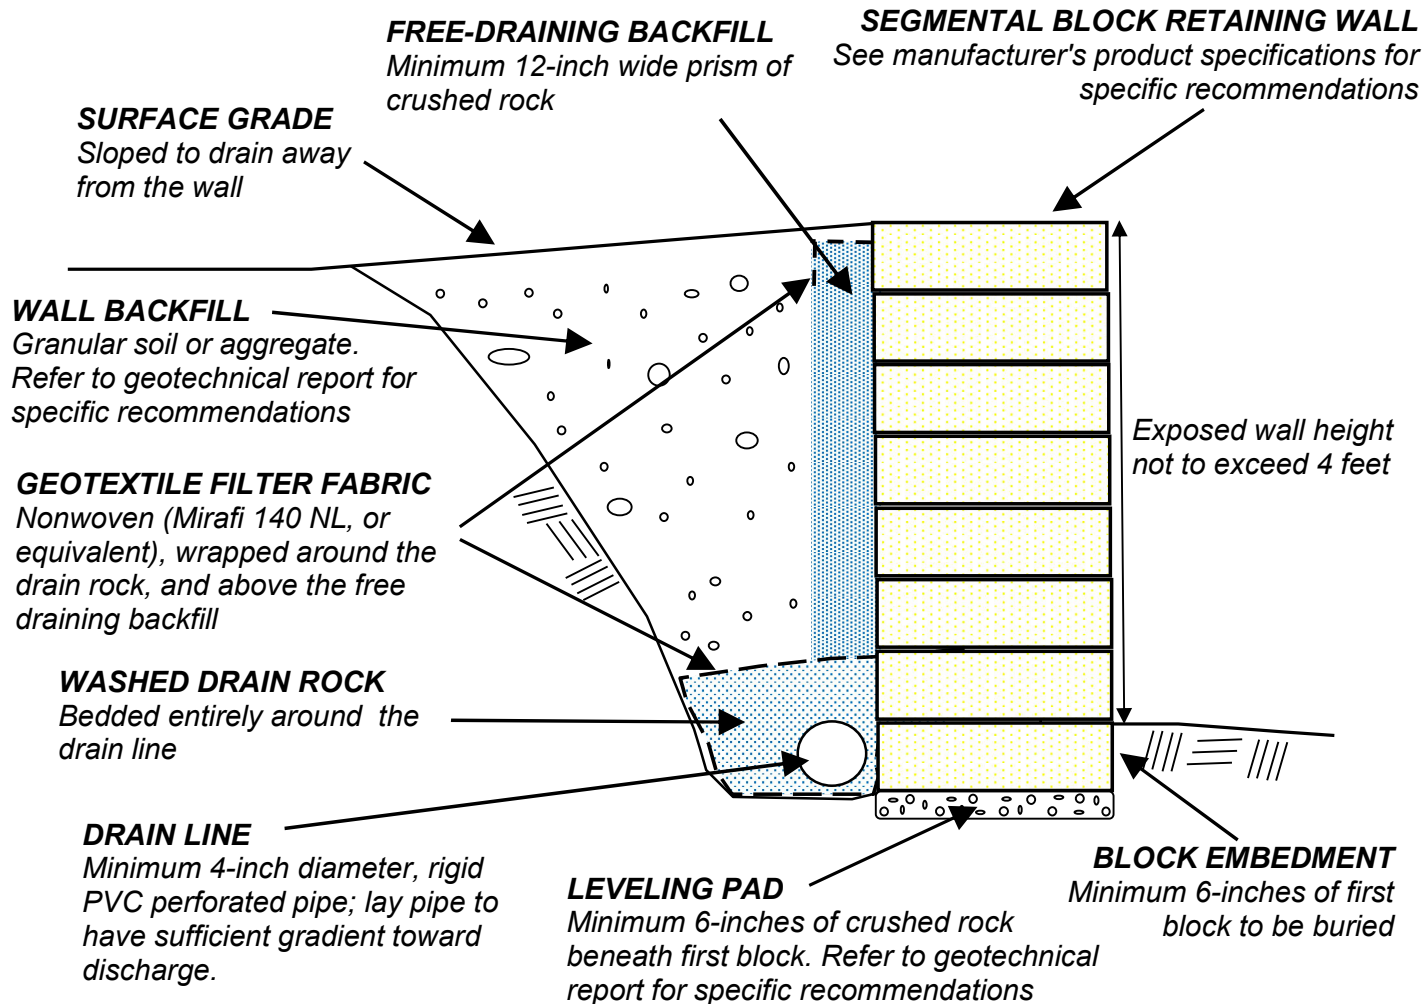 FREE-DRAINING BACKFILL
Minimum 12-inch wide prism of
crushed rock
SEGMENTAL BLOCK RETAINING WALL
See manufacturer's product specifications for
specific recommendations
SURFACE GRADE
Sloped to drain away
from the wall
WALL BACKFILL
Granular soil or aggregate.
Refer to geotechnical report for
specific recommendations
Exposed wall height
not to exceed 4 feet
GEOTEXTILE FILTER FABRIC
Nonwoven (Mirafi 140 NL, or
equivalent), wrapped around the
drain rock, and above the free
draining backfill
WASHED DRAIN ROCK
Bedded entirely around the
drain line
DRAIN LINE
Minimum 4-inch diameter, rigid
PVC perforated pipe; lay pipe to
have sufficient gradient toward
discharge.
LEVELING PAD
Minimum 6-inches of crushed rock
beneath first block. Refer to geotechnical
report for specific recommendations
BLOCK EMBEDMENT
Minimum 6-inches of first
block to be buried